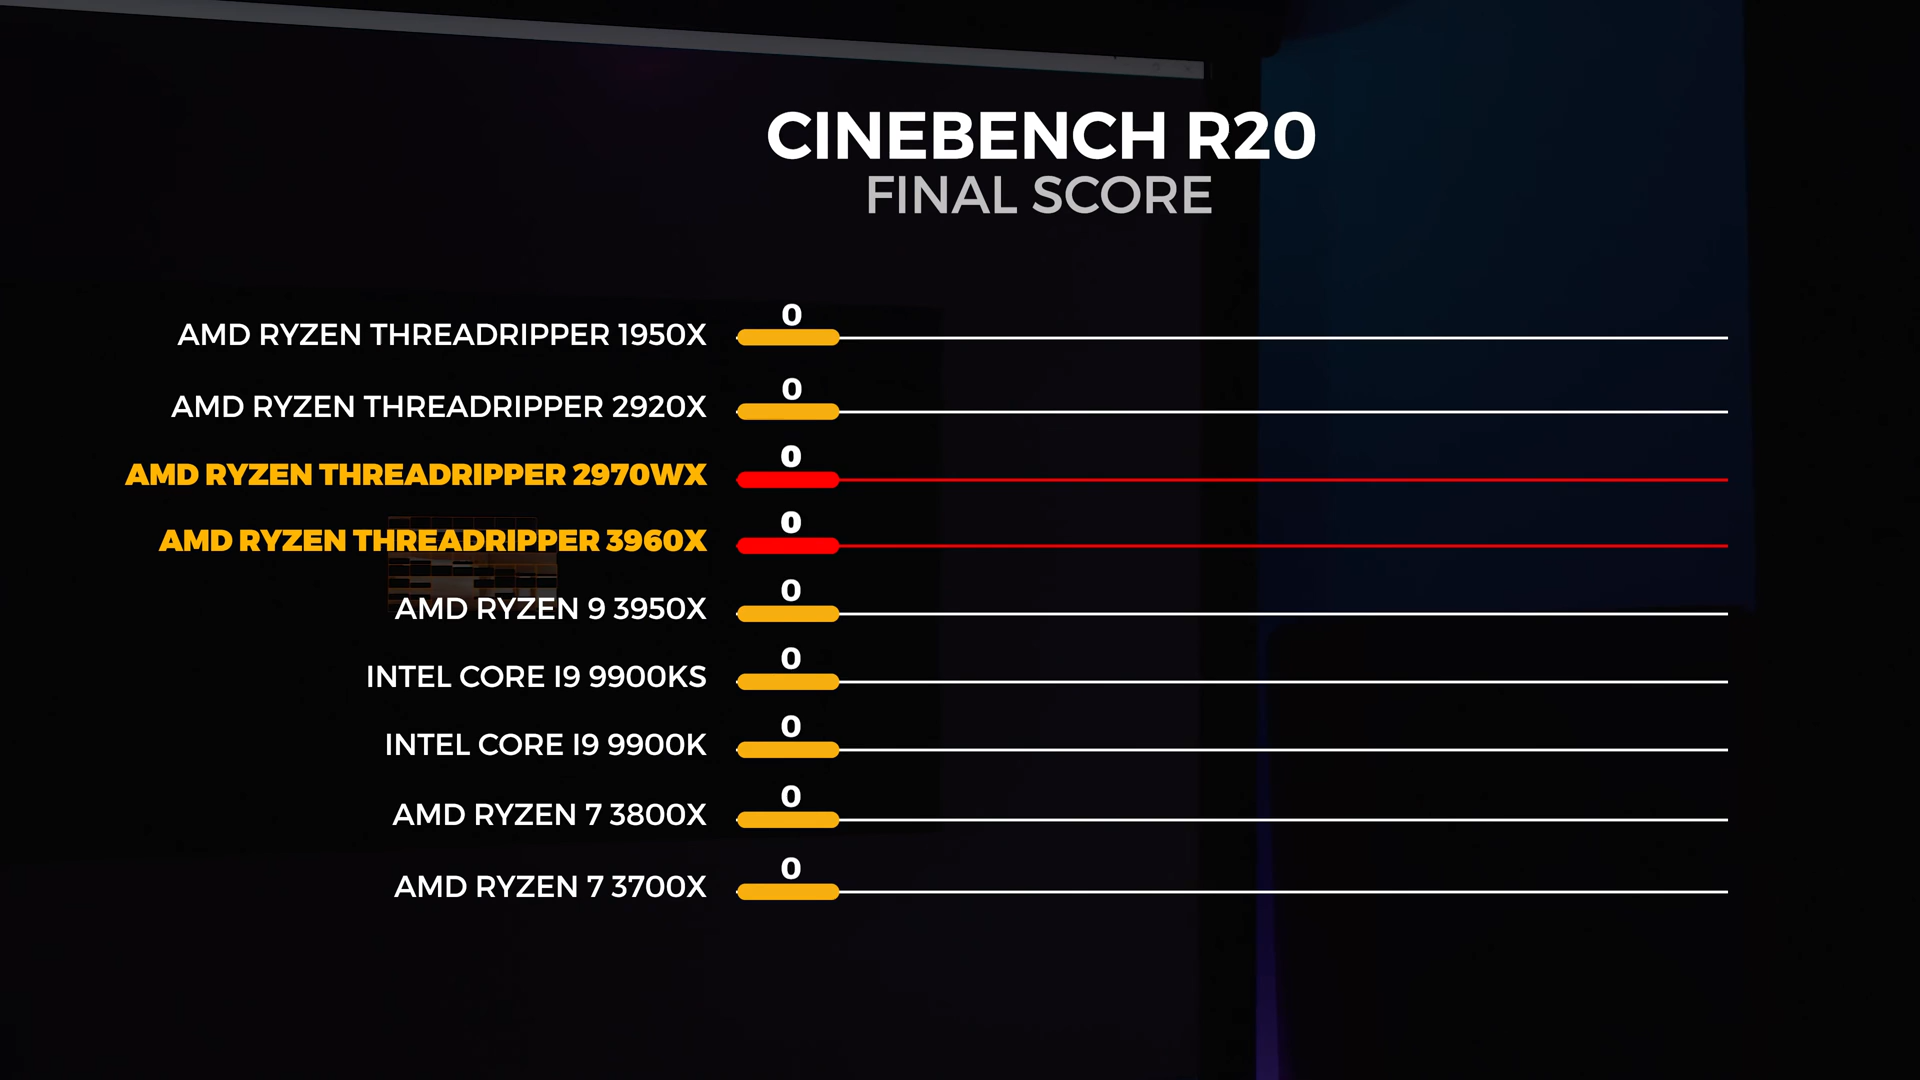 CINEBENCH R20
FINAL SCORE
0
AMD RYZEN THREADRIPPER 1950X
0
AMD RYZEN THREADRIPPER 2920X
0
AMD RYZEN THREADRIPPER 2970WX
0
AMD RYZEN THREADRIPPER 3960X
0
AMD RYZEN 9 3950X
0
INTEL CORE I9 9900KS
0
INTEL CORE I9 9900K
0
AMD RYZEN 7 3800X
0
AMD RYZEN 7 3700X